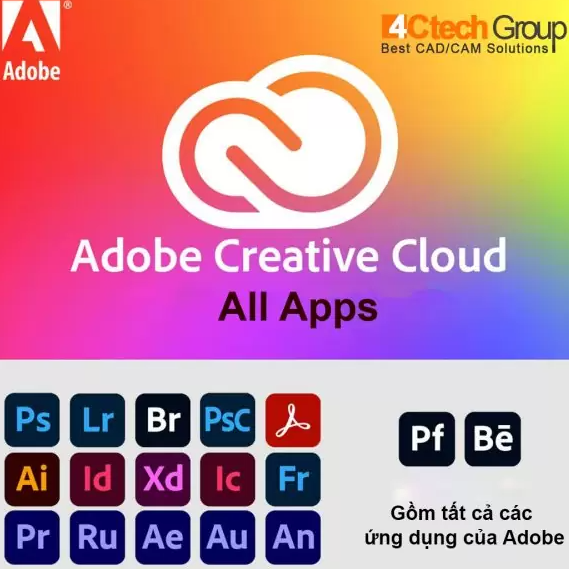 Adobe®
4Ctech Group
Best CAD/CAM Solutions
Adobe Creative Cloud
All Apps
Ps Lr Br PsC
Ai Id Xd Ic Fr
Pr Ru Ae Au An
Pf Bē
Gồm tất cả các
ứng dụng của Adobe